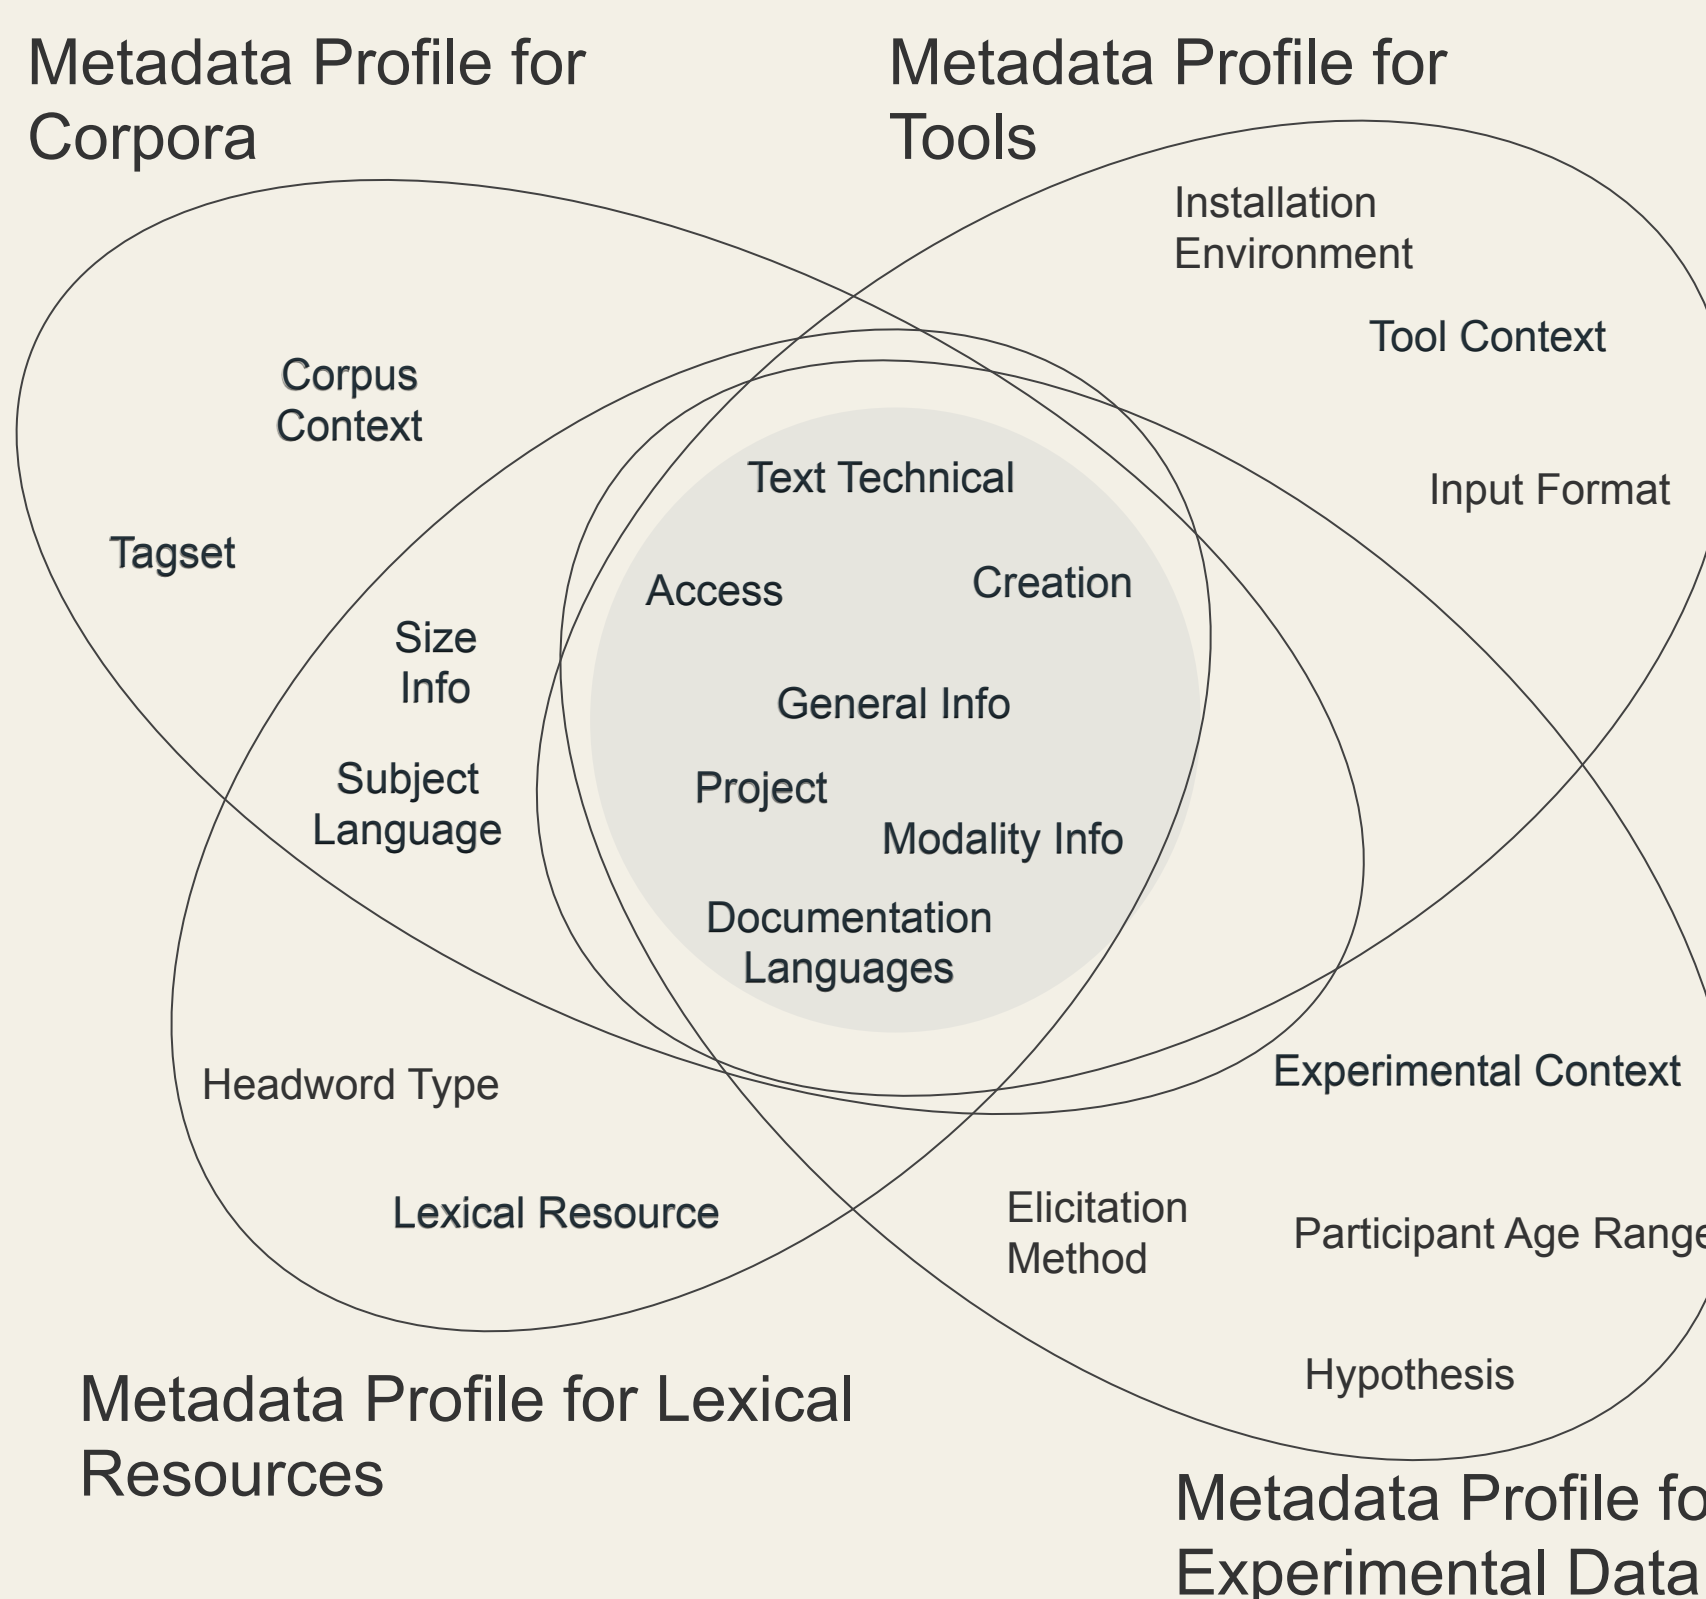 Metadata Profile for
Corpora
Metadata Profile for
Tools
Installation
Environment
Tool Context
Corpus
Context
Text Technical
Input Format
Tagset
Access
Creation
Size
Info
General Info
Subject
Language
Project
Modality Info
Documentation
Languages
Headword Type
Experimental Context
Lexical Resource
Elicitation
Method
Participant Age Range
Hypothesis
Metadata Profile for Lexical
Resources
Metadata Profile fo
Experimental Data